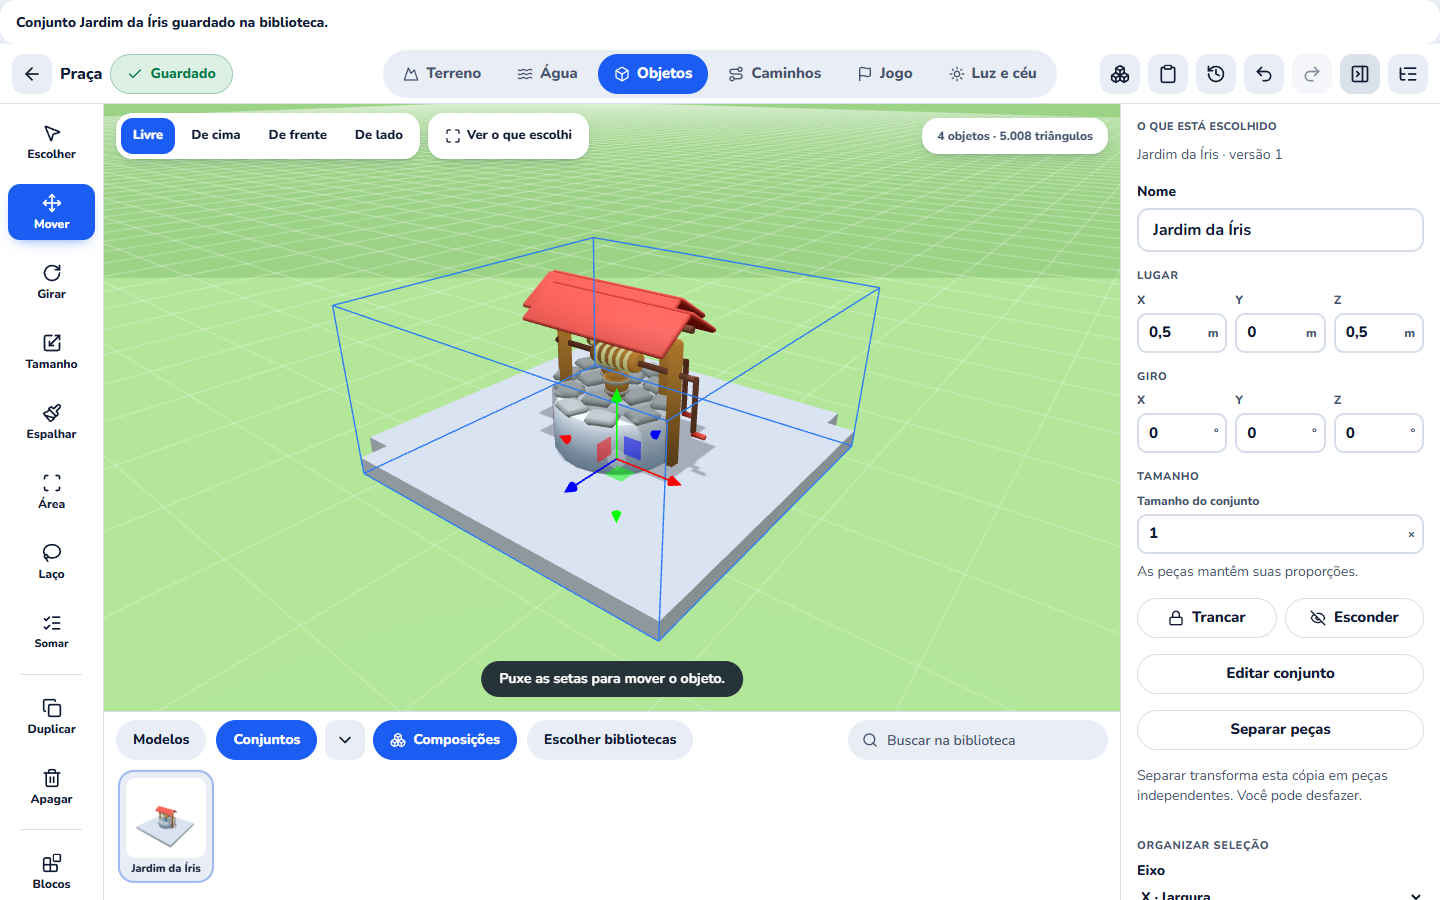 Conjunto Jardim da Íris guardado na biblioteca.
Praça
Guardado
Terreno
Água
Objetos
Caminhos
Jogo
Luz e céu
Escolher
Mover
Girar
Tamanho
Espalhar
Área
Laço
Somar
Duplicar
Apagar
Blocos
Livre
De cima
De frente
De lado
Ver o que escolhi
4 objetos · 5.008 triângulos
Puxe as setas para mover o objeto.
Modelos
Conjuntos
Composições
Escolher bibliotecas
Buscar na biblioteca
Jardim da Íris
O QUE ESTÁ ESCOLHIDO
Jardim da Íris · versão 1
Nome
Jardim da Íris
LUGAR
X Y Z
0,5 m 0 m 0,5 m
GIRO
X Y Z
0 ° 0 ° 0 °
TAMANHO
Tamanho do conjunto
1 ×
As peças mantêm suas proporções.
Trancar
Esconder
Editar conjunto
Separar peças
Separar transforma esta cópia em peças
independentes. Você pode desfazer.
ORGANIZAR SELEÇÃO
Eixo
X · largura